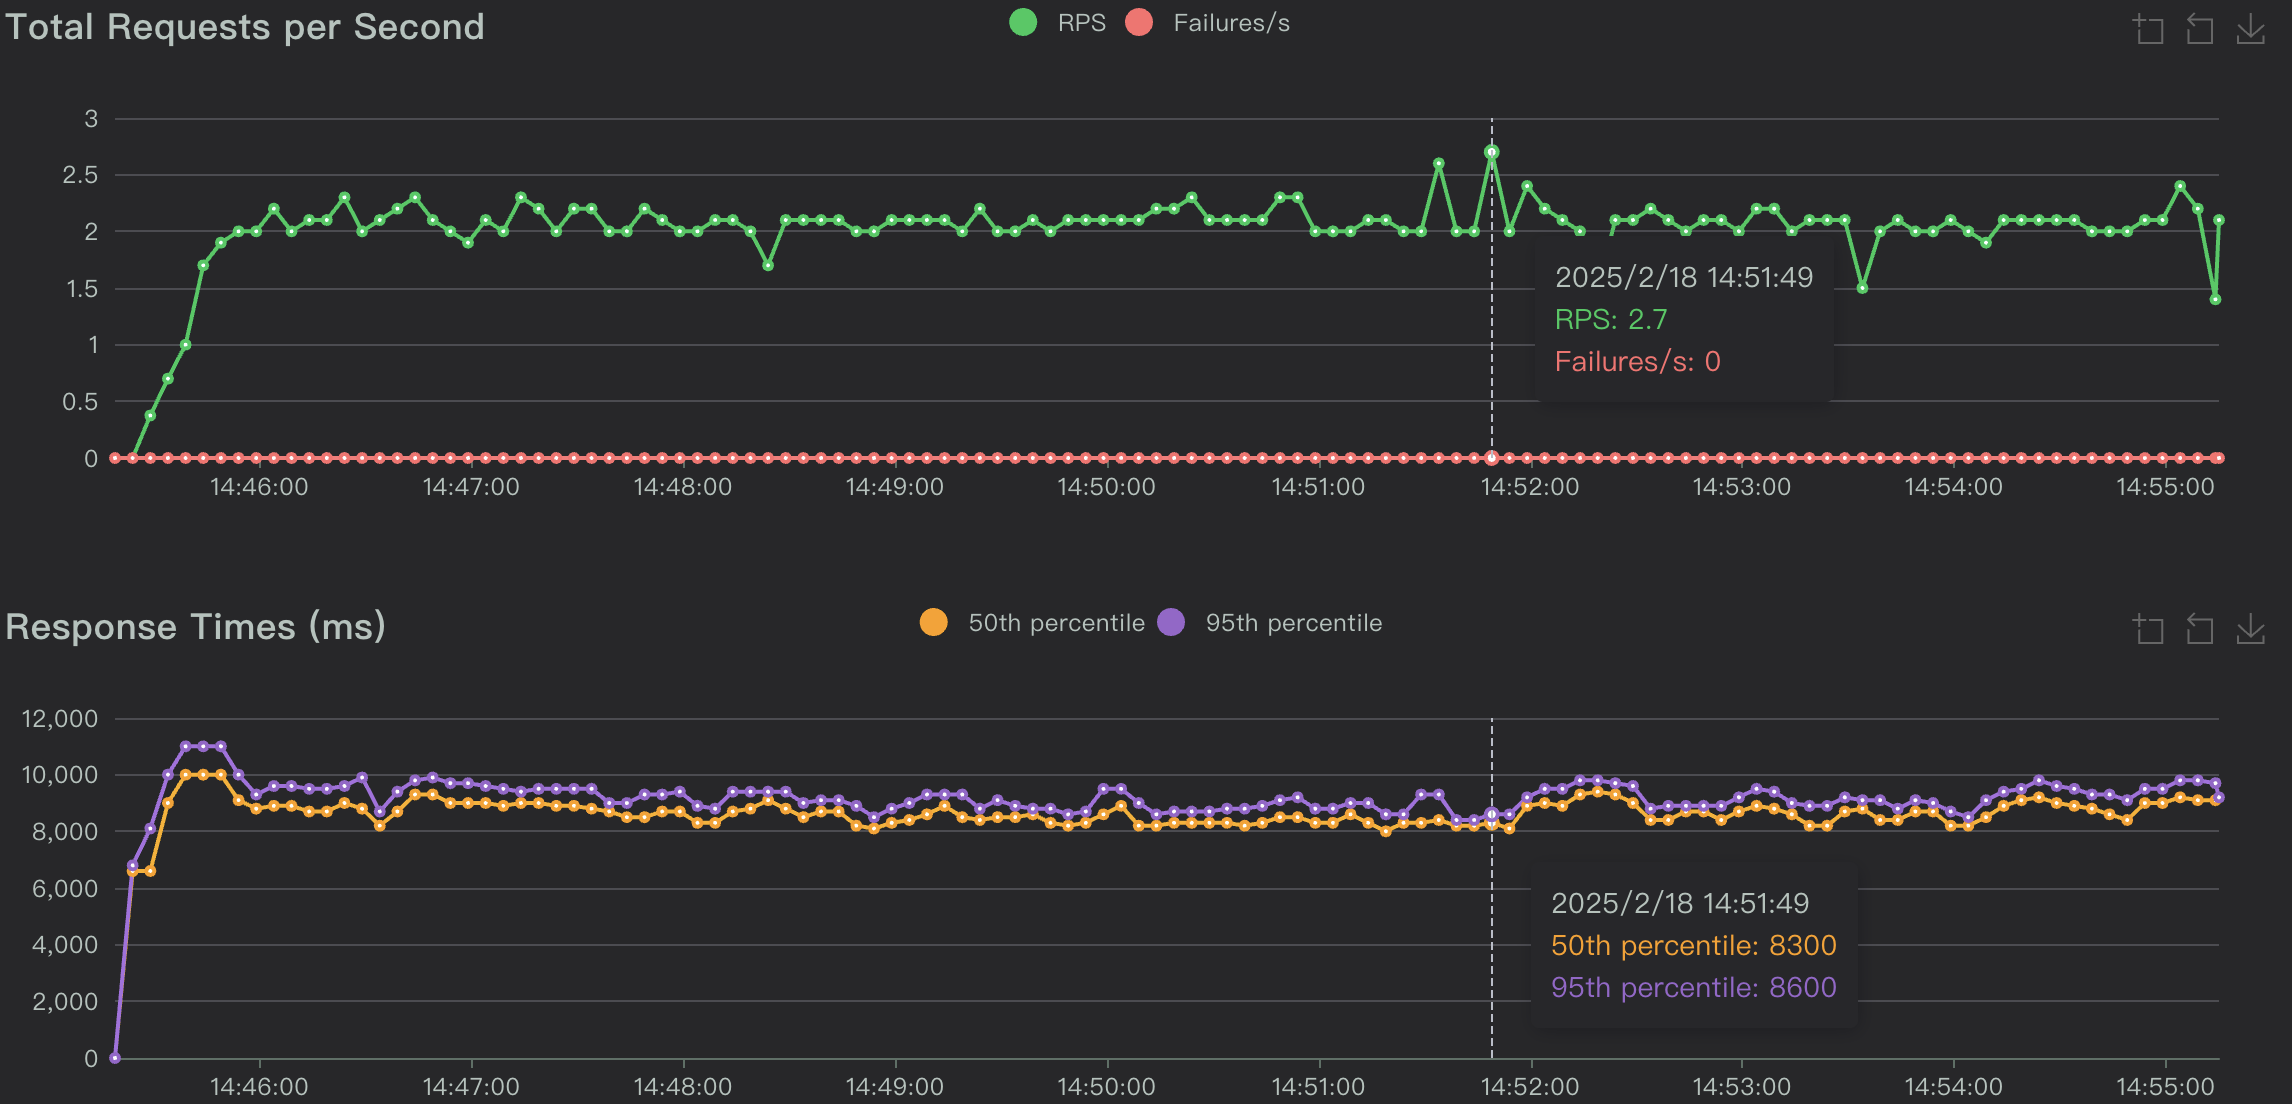 Total Requests per Second
RPS Failures/s
3
2.5
2
1.5
1
0.5
0
2025/2/18 14:51:49
RPS: 2.7
Failures/s: 0
14:46:00 14:47:00 14:48:00 14:49:00 14:50:00 14:51:00 14:52:00 14:53:00 14:54:00 14:55:00
Response Times (ms)
50th percentile 95th percentile
12,000
10,000
8,000
6,000
4,000
2,000
0
2025/2/18 14:51:49
50th percentile: 8300
95th percentile: 8600
14:46:00 14:47:00 14:48:00 14:49:00 14:50:00 14:51:00 14:52:00 14:53:00 14:54:00 14:55:00